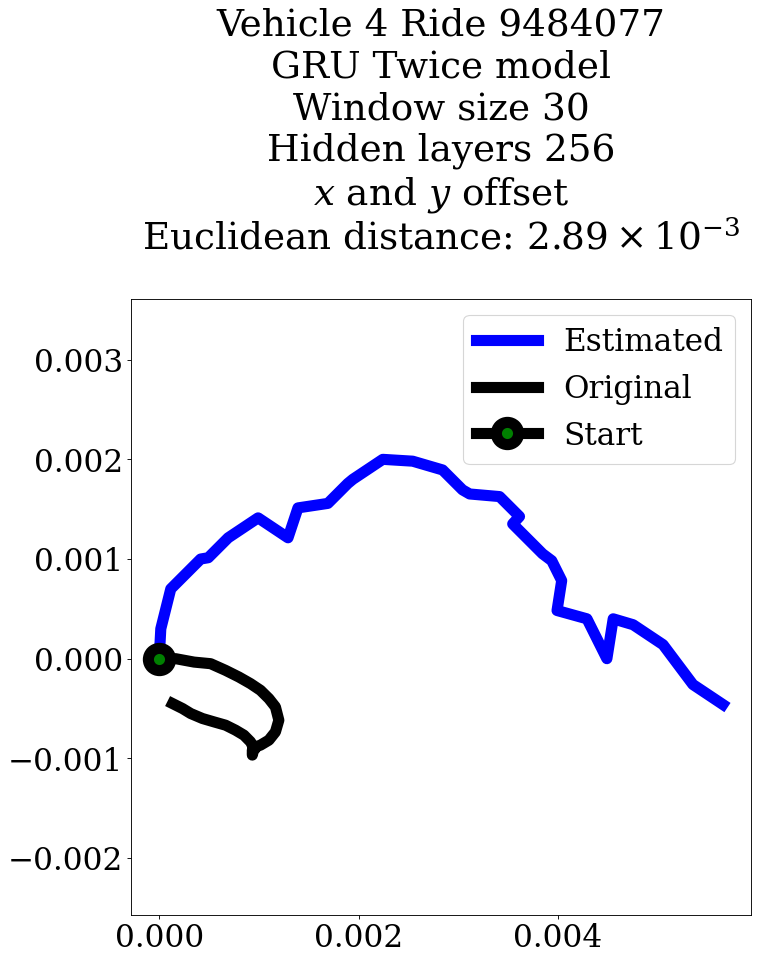 Vehicle 4 Ride 9484077
GRU Twice model
Window size 30
Hidden layers 256
x and y offset
Euclidean distance: 2.89 × 10⁻³
Estimated
Original
Start
0.003
0.002
0.001
0.000
−0.001
−0.002
0.000 0.002 0.004